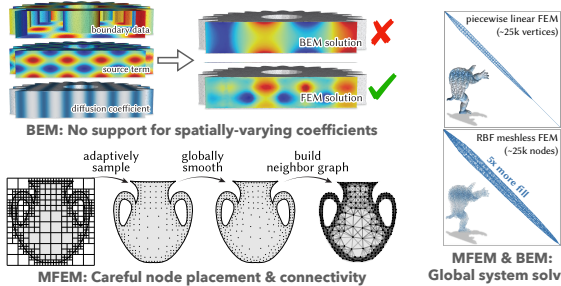 boundary data
source term
diffusion coefficient
BEM solution
FEM solution
BEM: No support for spatially-varying coefficients
adaptively
sample
globally
smooth
build
neighbor graph
MFEM: Careful node placement & connectivity
piecewise linear FEM
(~25k vertices)
RBF meshless FEM
(~25k nodes)
5x more fill
MFEM & BEM:
Global system solv